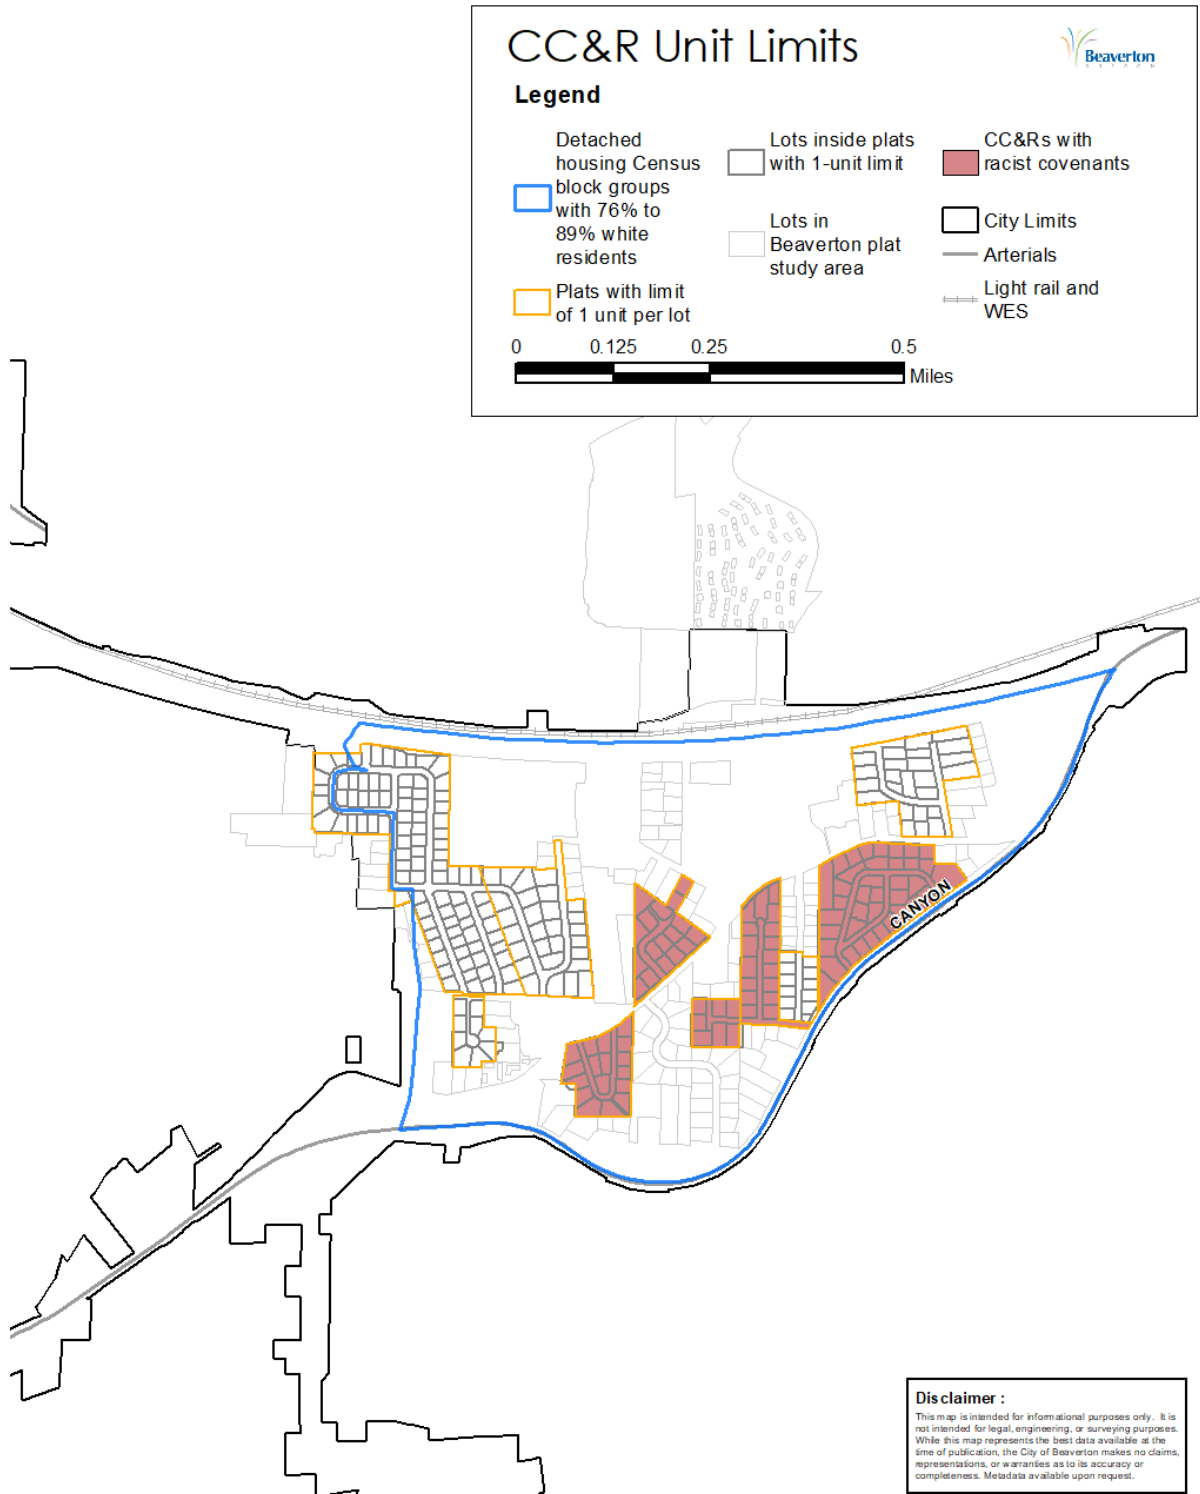 CC&R Unit Limits
Beaverton
OREGON
Legend
Detached
housing Census
block groups
with 76% to
89% white
residents
Plats with limit
of 1 unit per lot
Lots inside plats
with 1-unit limit
Lots in
Beaverton plat
study area
CC&Rs with
racist covenants
City Limits
Arterials
Light rail and
WES
0 0.125 0.25 0.5
Miles
CANYON
Disclaimer :
This map is intended for informational purposes only. It is
not intended for legal, engineering, or surveying purposes.
While this map represents the best data available at the
time of publication, the City of Beaverton makes no claims,
representations, or warranties as to its accuracy or
completeness. Metadata available upon request.